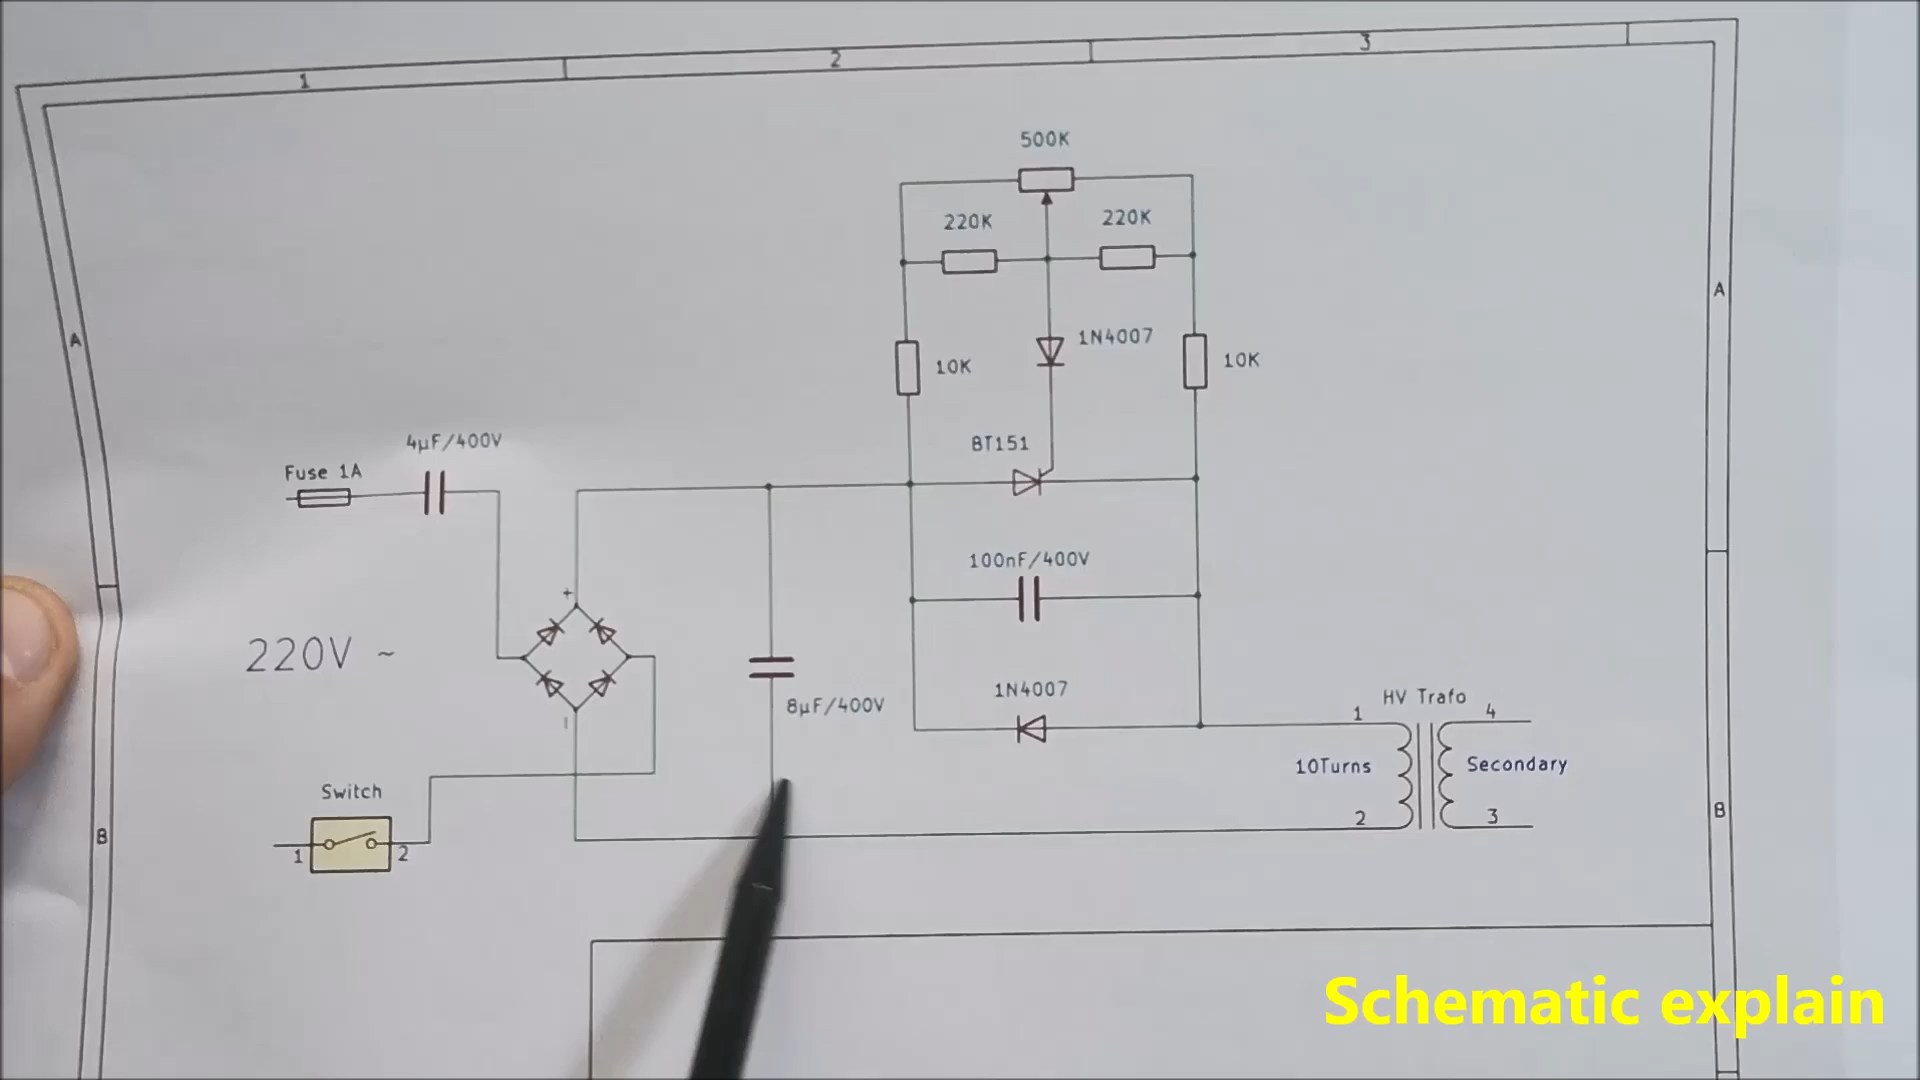 1
2
3
500K
220K
220K
A
A
1N4007
10K
10K
BT151
4µF/400V
Fuse 1A
100nF/400V
+
220V ~
1N4007
8µF/400V
HV Trafo
1
4
10Turns
Secondary
Switch
2
3
B
B
1
2
Schematic explain